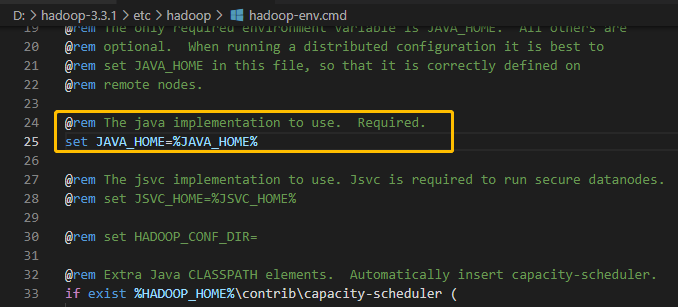 D: > hadoop-3.3.1 > etc > hadoop > hadoop-env.cmd
19 @rem The only required environment variable is JAVA_HOME.  All others are
20 @rem optional.  When running a distributed configuration it is best to
21 @rem set JAVA_HOME in this file, so that it is correctly defined on
22 @rem remote nodes.
23
24 @rem The java implementation to use.  Required.
25 set JAVA_HOME=%JAVA_HOME%
26
27 @rem The jsvc implementation to use. Jsvc is required to run secure datanodes.
28 @rem set JSVC_HOME=%JSVC_HOME%
29
30 @rem set HADOOP_CONF_DIR=
31
32 @rem Extra Java CLASSPATH elements.  Automatically insert capacity-scheduler.
33 if exist %HADOOP_HOME%\contrib\capacity-scheduler (